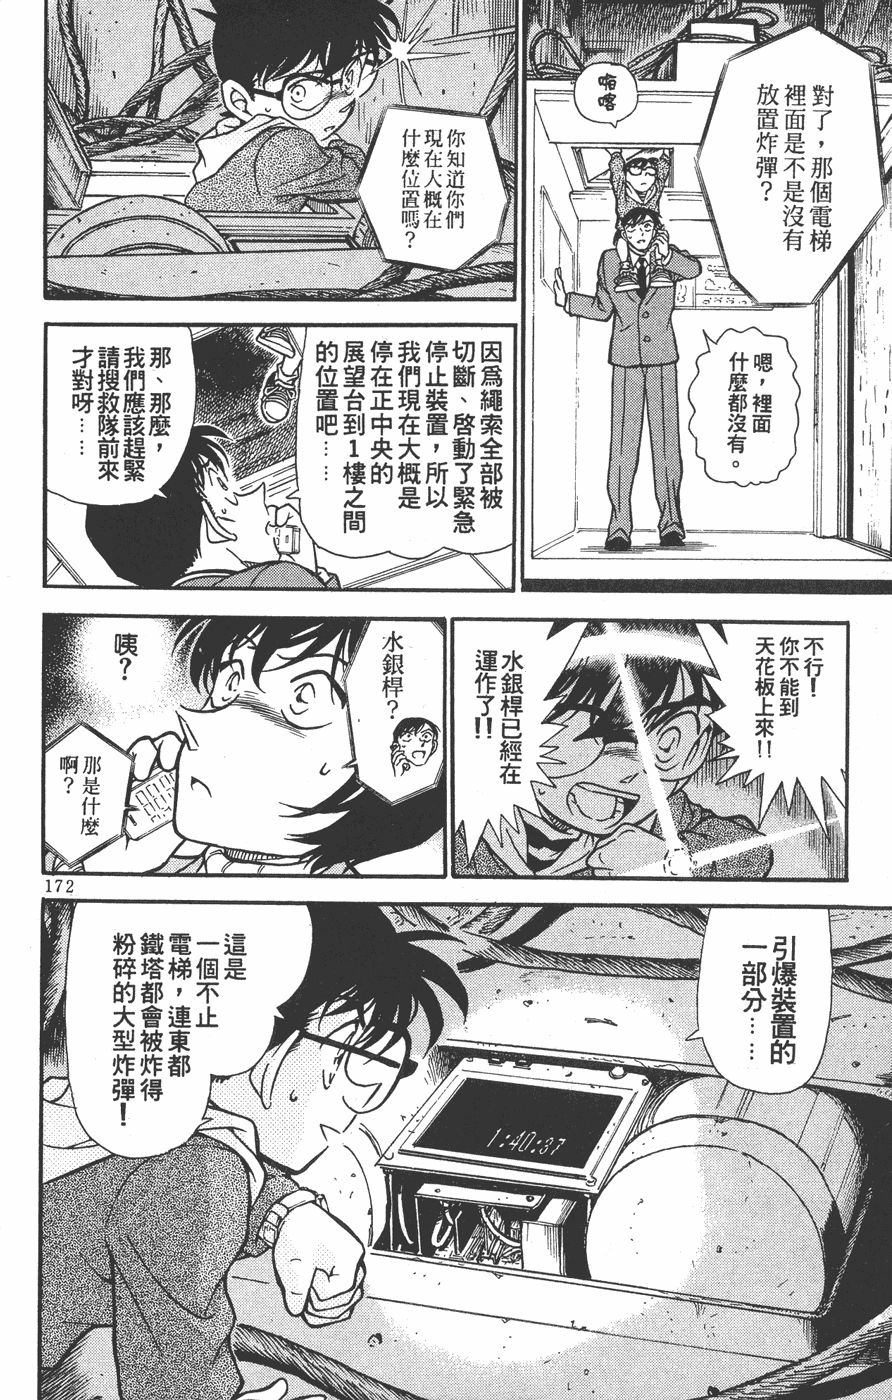 對了，那個電梯
裡面是不是沒有
放置炸彈？
啪喀
嗯，裡面
什麼都沒有。
你知道你們
現在大概在
什麼位置嗎？
因為繩索全部被
切斷、啓動了緊急
停止裝置，所以
我們現在大概是
停在正中央的
展望台到1樓之間
的位置吧……
那、那麼，
我們應該趕緊
請搜救隊前來
才對呀……
不行！
你不能到
天花板上來!!
水銀桿已經在
運作了!!
水銀桿？
咦？
那是什麼
啊？
172
引爆裝置的
一部分……
這是
一個不止
電梯，連東都
鐵塔都會被炸得
粉碎的大型炸彈！
1:40:37